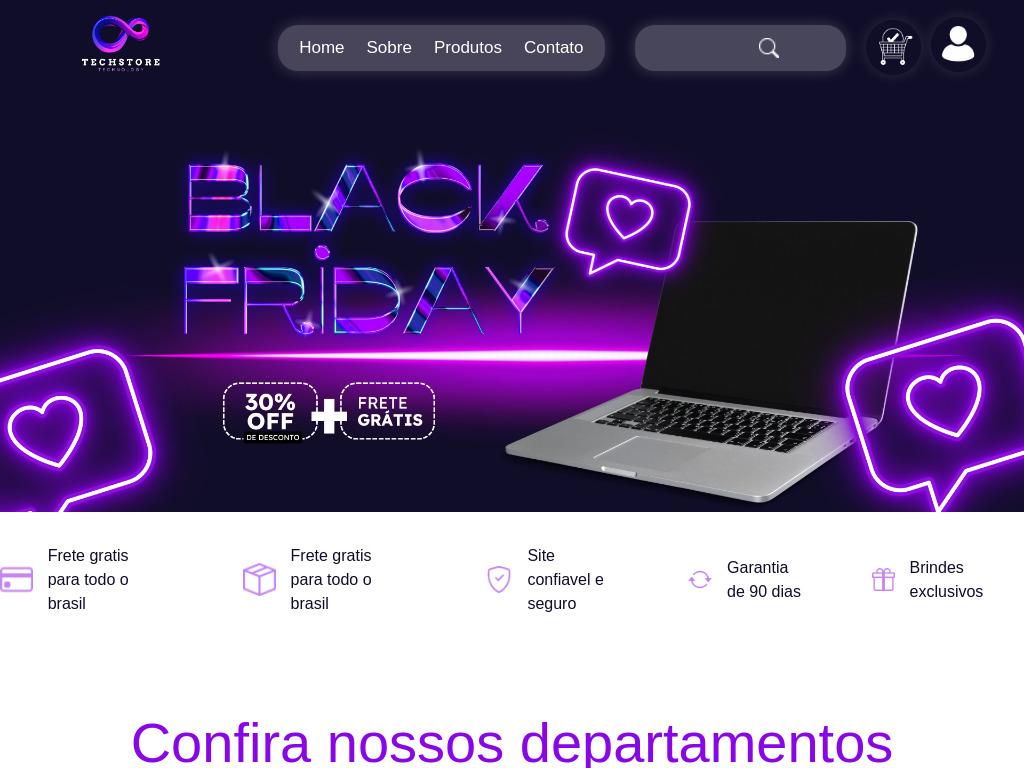 TECHSTORE
TECHNOLOGY
Home Sobre Produtos Contato
BLACK
FRIDAY
30%
OFF
DE DESCONTO
FRETE
GRÁTIS
Frete gratis
para todo o
brasil
Frete gratis
para todo o
brasil
Site
confiavel e
seguro
Garantia
de 90 dias
Brindes
exclusivos
Confira nossos departamentos